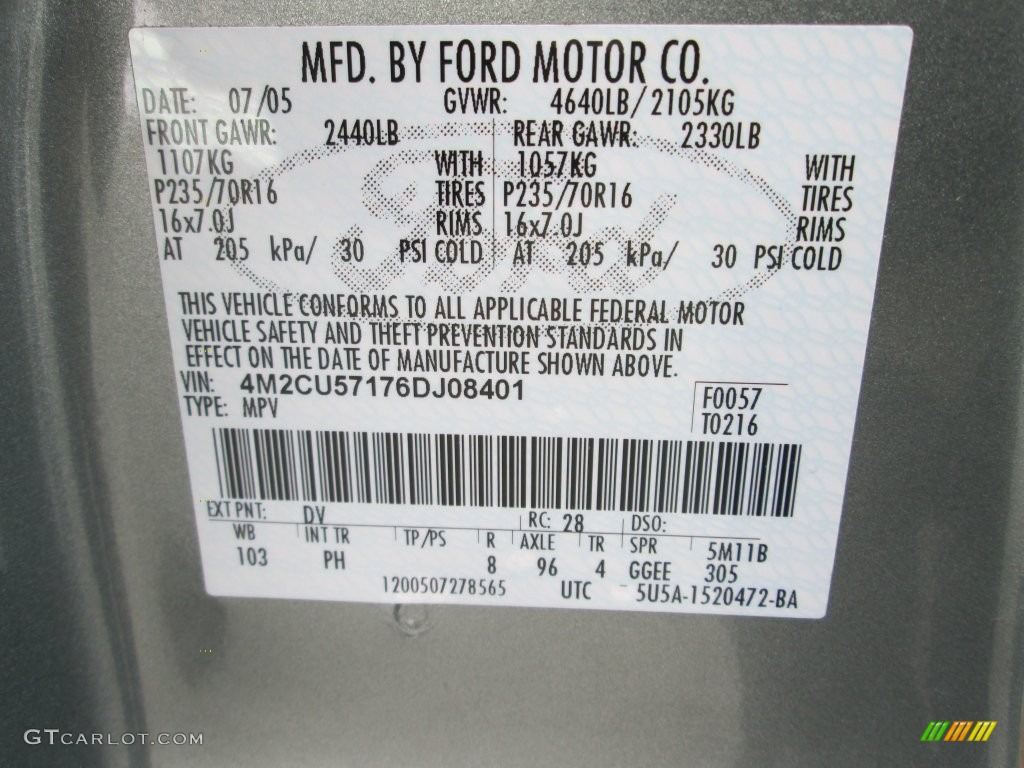 MFD. BY FORD MOTOR CO.
DATE: 07/05 GVWR: 4640LB/2105KG
FRONT GAWR: 2440LB REAR GAWR: 2330LB
1107KG WITH 1057KG WITH
P235/70R16 TIRES P235/70R16 TIRES
16x7.0J RIMS 16x7.0J RIMS
AT 205 kPa/ 30 PSI COLD AT 205 kPa/ 30 PSI COLD
THIS VEHICLE CONFORMS TO ALL APPLICABLE FEDERAL MOTOR
VEHICLE SAFETY AND THEFT PREVENTION STANDARDS IN
EFFECT ON THE DATE OF MANUFACTURE SHOWN ABOVE.
VIN: 4M2CU57176DJ08401 F0057
TYPE: MPV T0216
EXT PNT: DV RC: 28 DSO:
WB INT TR TP/PS R AXLE TR SPR 5M11B
103 PH 8 96 4 GGEE 305
1200507278565 UTC 5U5A-1520472-BA
Ford
GTCARLOT.COM